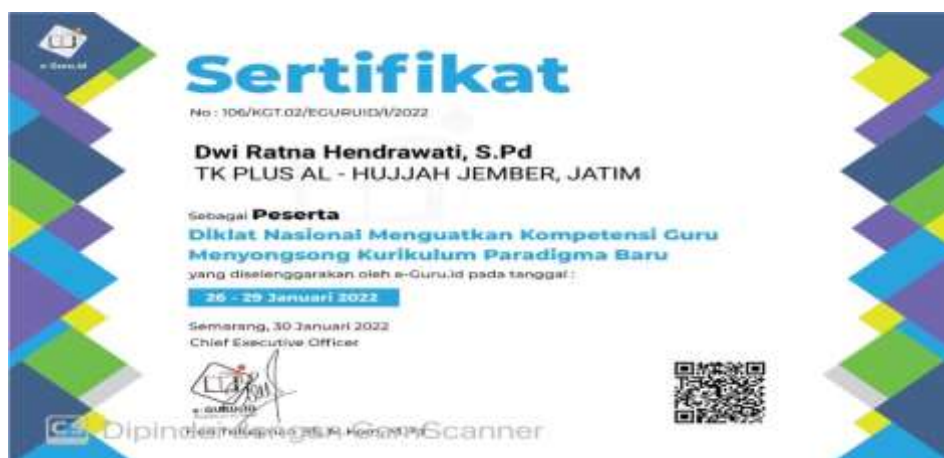 e-Guru.id
Sertifikat
No : 106/KGT.02/EGURUID/I/2022
Dwi Ratna Hendrawati, S.Pd
TK PLUS AL - HUJJAH JEMBER, JATIM
Sebagai Peserta
Diklat Nasional Menguatkan Kompetensi Guru
Menyongsong Kurikulum Paradigma Baru
yang diselenggarakan oleh e-Guru.id pada tanggal :
26 - 29 Januari 2022
Semarang, 30 Januari 2022
Chief Executive Officer
e-GURU.ID
CS Dipindai dengan CamScanner